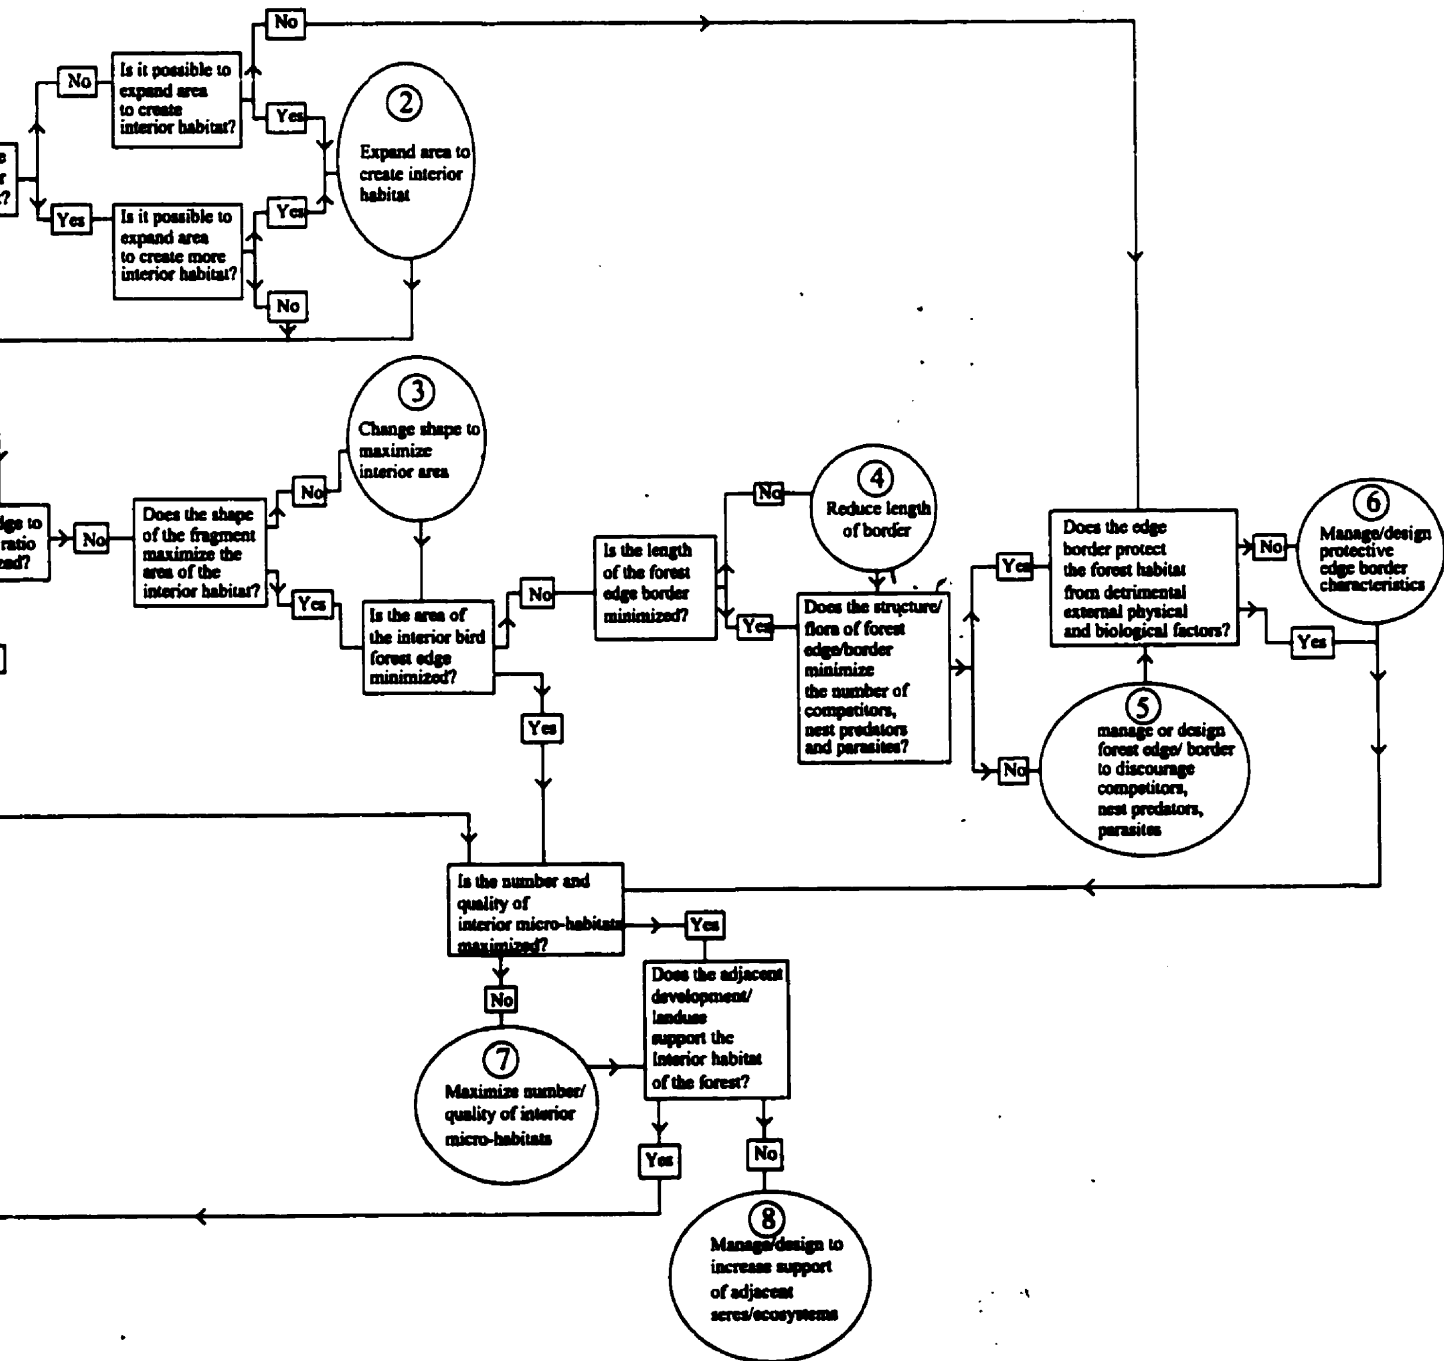 No
No
Is it possible to
expand area
to create
interior habitat?
Yes
2
Expand area to
create interior
habitat
t?
Yes
Is it possible to
expand area
to create more
interior habitat?
Yes
No
3
Change shape to
maximize
interior area
No
dge to
ratio
zed?
No
Does the shape
of the fragment
maximize the
area of the
interior habitat?
Yes
Is the area of
the interior bird
forest edge
minimized?
No
Yes
Is the length
of the forest
edge border
minimized?
No
Yes
4
Reduce length
of border
Does the structure/
flora of forest
edge/border
minimize
the number of
competitors,
nest predators
and parasites?
Yes
No
Does the edge
border protect
the forest habitat
from detrimental
external physical
and biological factors?
No
Yes
6
Manage/design
protective
edge border
characteristics
5
manage or design
forest edge/ border
to discourage
competitors,
nest predators,
parasites
Is the number and
quality of
interior micro-habitats
maximized?
Yes
No
7
Maximize number/
quality of interior
micro-habitats
Does the adjacent
development/
landuse
support the
Interior habitat
of the forest?
Yes
No
8
Manage/design to
increase support
of adjacent
seres/ecosystems